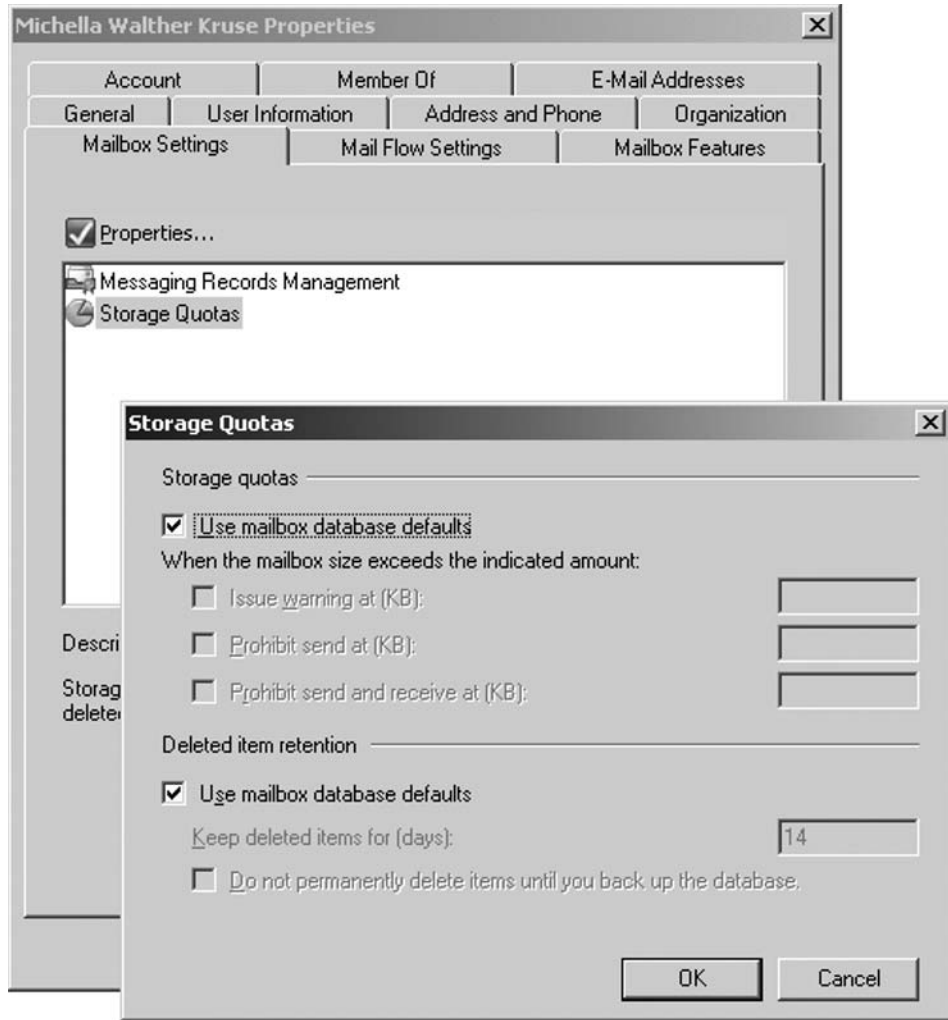 Michella Walther Kruse Properties
Account Member Of E-Mail Addresses
General User Information Address and Phone Organization
Mailbox Settings Mail Flow Settings Mailbox Features
Properties...
Messaging Records Management
Storage Quotas
Storage Quotas
Storage quotas
Use mailbox database defaults
When the mailbox size exceeds the indicated amount:
Issue warning at (KB):
Prohibit send at (KB):
Prohibit send and receive at (KB):
Descri
Storag
delete
Deleted item retention
Use mailbox database defaults
Keep deleted items for (days): 14
Do not permanently delete items until you back up the database.
OK Cancel